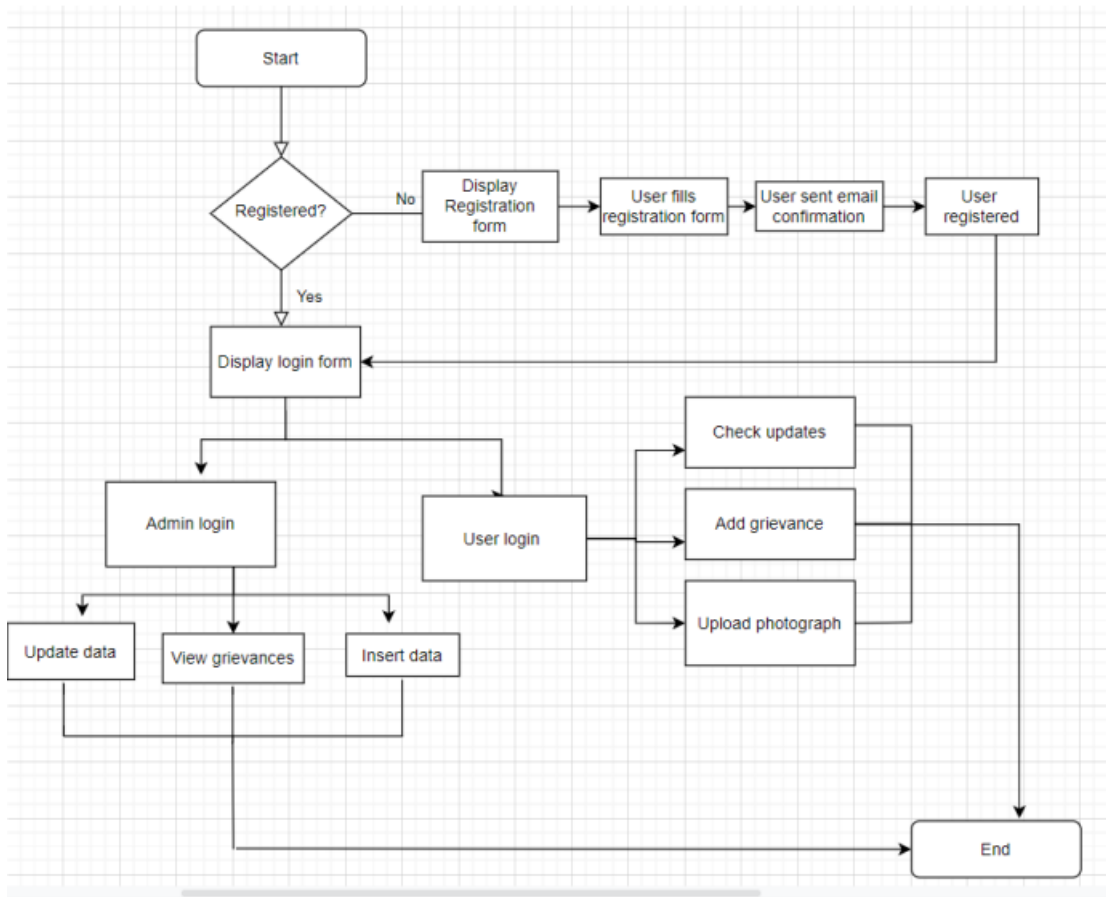 Start
Registered?
No
Display
Registration
form
User fills
registration form
User sent email
confirmation
User
registered
Yes
Display login form
Check updates
Admin login
User login
Add grievance
Upload photograph
Update data
View grievances
Insert data
End